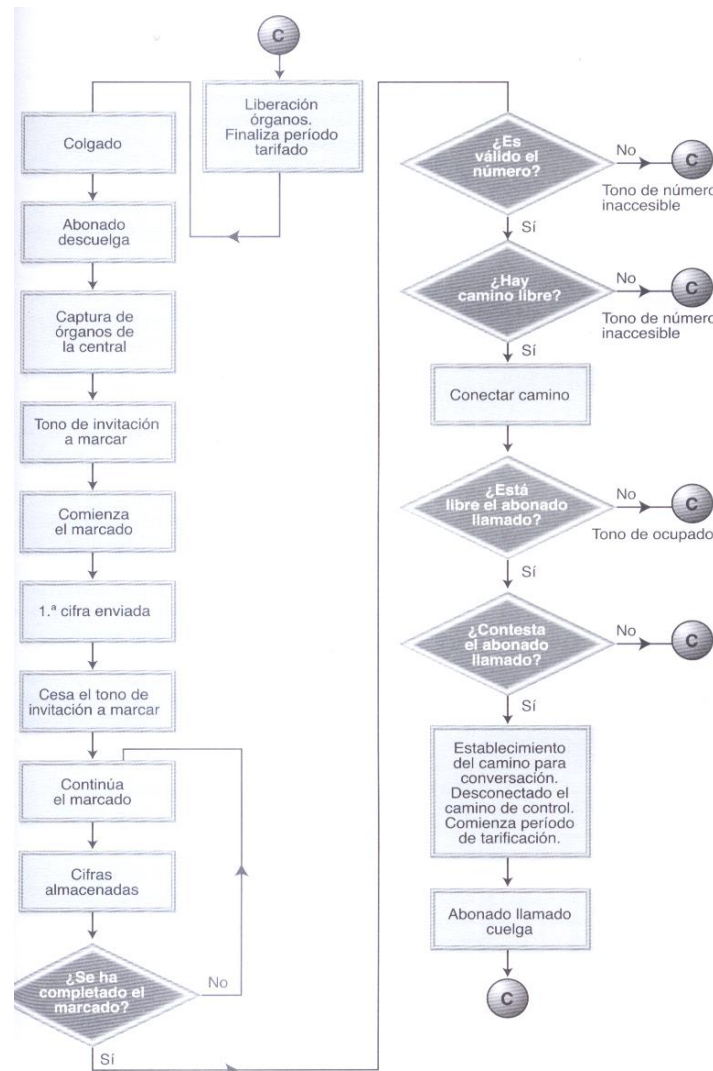 C
Liberación
órganos.
Finaliza período
tarifado
Colgado
Abonado
descuelga
Captura de
órganos de
la central
Tono de invitación
a marcar
Comienza
el marcado
1.ª cifra enviada
Cesa el tono de
invitación a marcar
Continúa
el marcado
Cifras
almacenadas
¿Se ha
completado el
marcado?
No
Sí
¿Es
válido el
número?
No
C
Tono de número
inaccesible
Sí
¿Hay
camino libre?
No
C
Tono de número
inaccesible
Sí
Conectar camino
¿Está
libre el abonado
llamado?
No
C
Tono de ocupado
Sí
¿Contesta
el abonado
llamado?
No
C
Sí
Establecimiento
del camino para
conversación.
Desconectado el
camino de control.
Comienza período
de tarificación.
Abonado llamado
cuelga
C